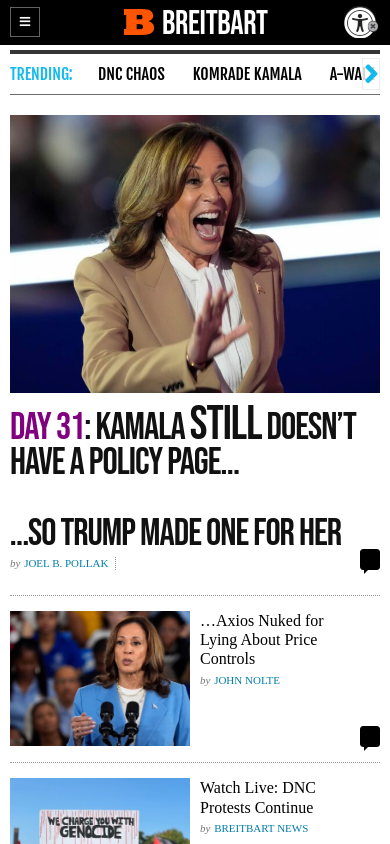 BREITBART
TRENDING:
DNC CHAOS
KOMRADE KAMALA
A-WA
DAY 31: KAMALA STILL DOESN'T
HAVE A POLICY PAGE…
…SO TRUMP MADE ONE FOR HER
by JOEL B. POLLAK
…Axios Nuked for
Lying About Price
Controls
by JOHN NOLTE
Watch Live: DNC
Protests Continue
by BREITBART NEWS
WE CHARGE YOU WITH
GENOCIDE